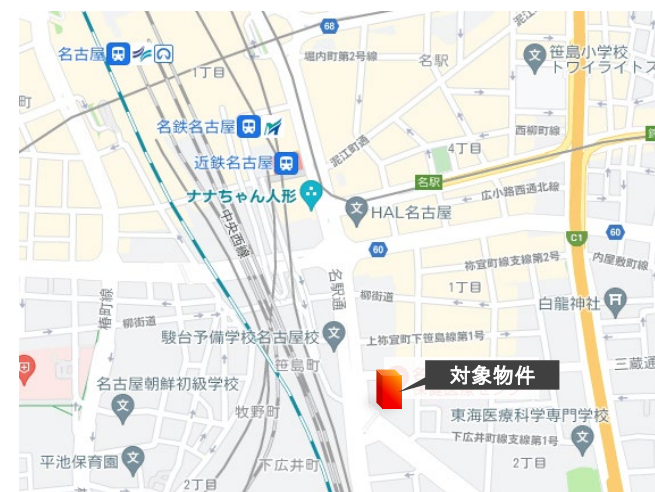 68
名古屋
堀内町第2号線
名駅
笹島小学校
トワイライトス
1丁目
町
名鉄名古屋
泥江町通
西柳町線
4丁目
近鉄名古屋
名駅
ナナちゃん人形
広小路西通北線
HAL名古屋
中央西線
C1
60
60
祢宜町線支線第2号
内屋敷町線
名駅通
1丁目
椿町線
柳街道
柳街道
白龍神社
駿台予備学校名古屋校
上祢宜町下笹島線第1号
笹島町
三蔵通
対象物件
名古屋朝鮮初級学校
牧野町
東海医療科学専門学校
下広井町線支線第1号
平池保育園
下広井町
2丁目
2丁目